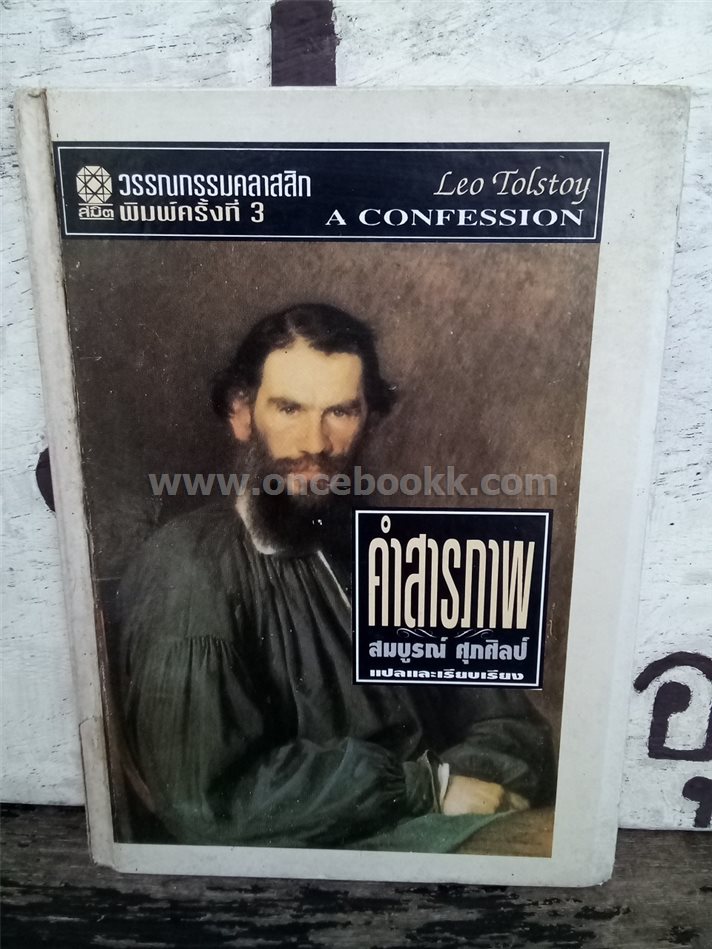 วรรณกรรมคลาสสิก
สมิต พิมพ์ครั้งที่ 3
Leo Tolstoy
A CONFESSION
www.oncebookk.com
คำสารภาพ
สมบูรณ์ ศุภศิลป์
แปลและเรียบเรียง